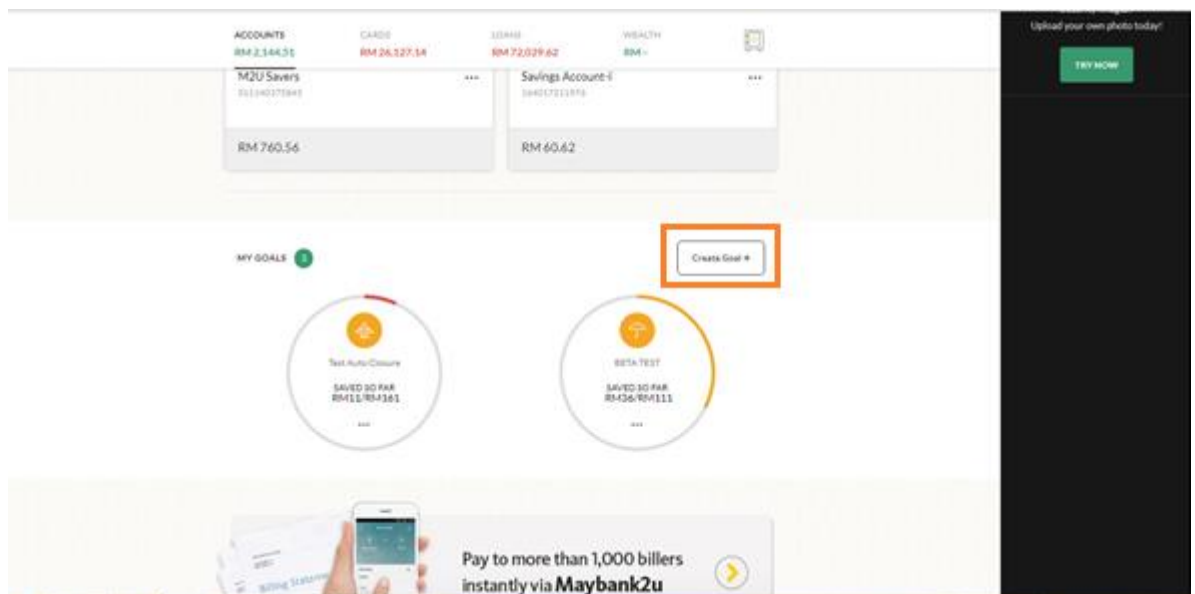 Upload your own photo today!
TRY NOW
ACCOUNTS
RM 2,144.51
CARDS
RM 26,127.14
LOANS
RM 72,029.62
WEALTH
RM -
M2U Savers
...
Savings Account-i
...
RM 760.56
RM 60.62
MY GOALS
Create Goal +
Test Auto Closure
SAVED SO FAR
RM11/RM161
...
BETA TEST
SAVED SO FAR
RM36/RM111
...
Pay to more than 1,000 billers
instantly via Maybank2u
Billing Statement